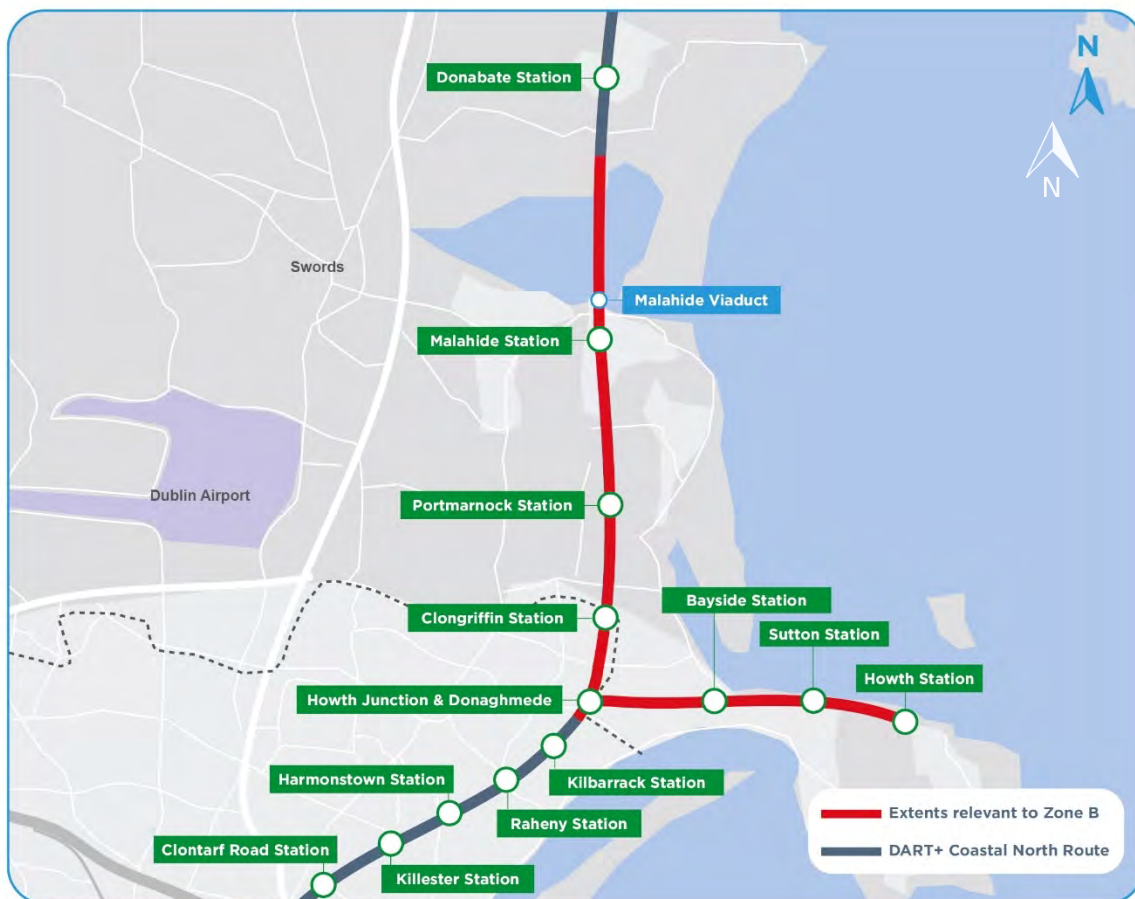 N
Donabate Station
N
Swords
Malahide Viaduct
Malahide Station
Dublin Airport
Portmarnock Station
Bayside Station
Clongriffin Station
Sutton Station
Howth Station
Howth Junction & Donaghmede
Harmonstown Station
Kilbarrack Station
Raheny Station
Extents relevant to Zone B
Clontarf Road Station
DART+ Coastal North Route
Killester Station